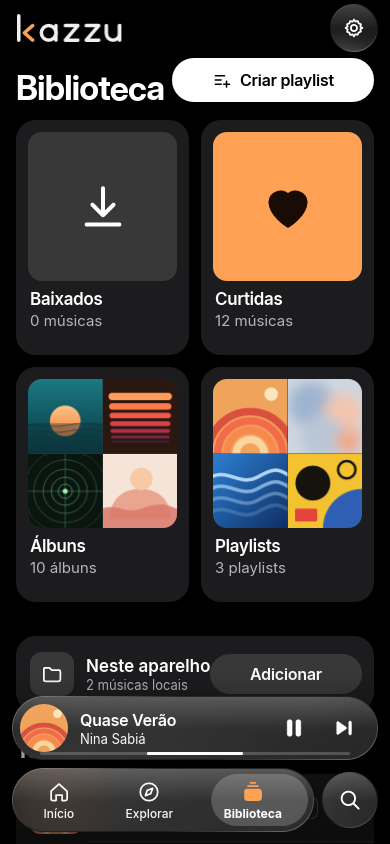 kazzu
Biblioteca
Criar playlist
Baixados
0 músicas
Curtidas
12 músicas
Álbuns
10 álbuns
Playlists
3 playlists
Neste aparelho
2 músicas locais
Adicionar
Quase Verão
Nina Sabiá
Início
Explorar
Biblioteca